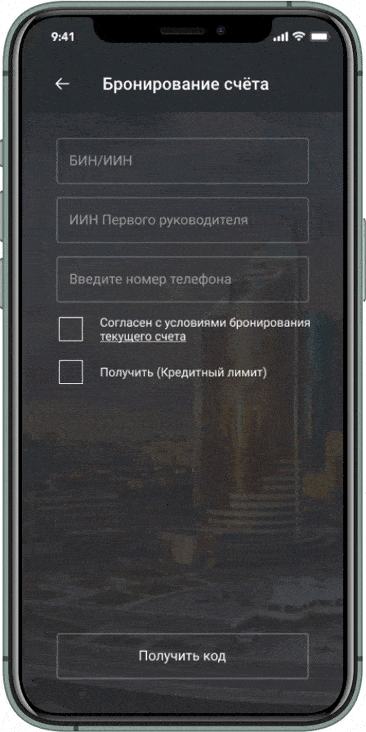 9:41
Бронирование счёта
БИН/ИИН
ИИН Первого руководителя
Введите номер телефона
Согласен с условиями бронирования
текущего счета
Получить (Кредитный лимит)
Получить код